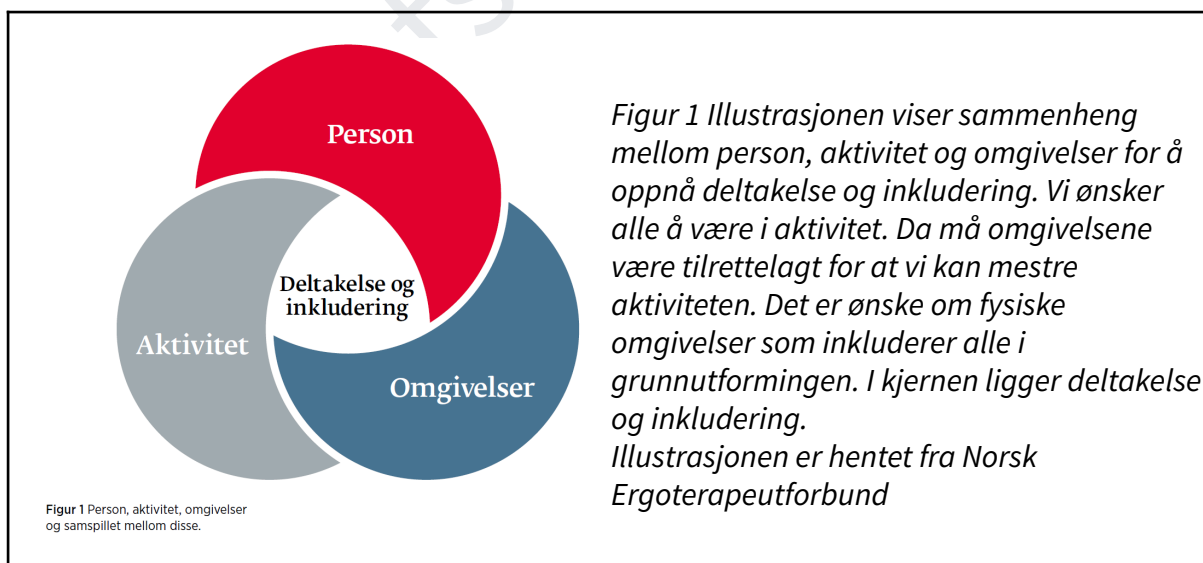 Person
Deltakelse og
inkludering
Aktivitet
Omgivelser
Figur 1 Person, aktivitet, omgivelser
og samspillet mellom disse.
Figur 1 Illustrasjonen viser sammenheng
mellom person, aktivitet og omgivelser for å
oppnå deltakelse og inkludering. Vi ønsker
alle å være i aktivitet. Da må omgivelsene
være tilrettelagt for at vi kan mestre
aktiviteten. Det er ønske om fysiske
omgivelser som inkluderer alle i
grunnutformingen. I kjernen ligger deltakelse
og inkludering.
Illustrasjonen er hentet fra Norsk
Ergoterapeutforbund